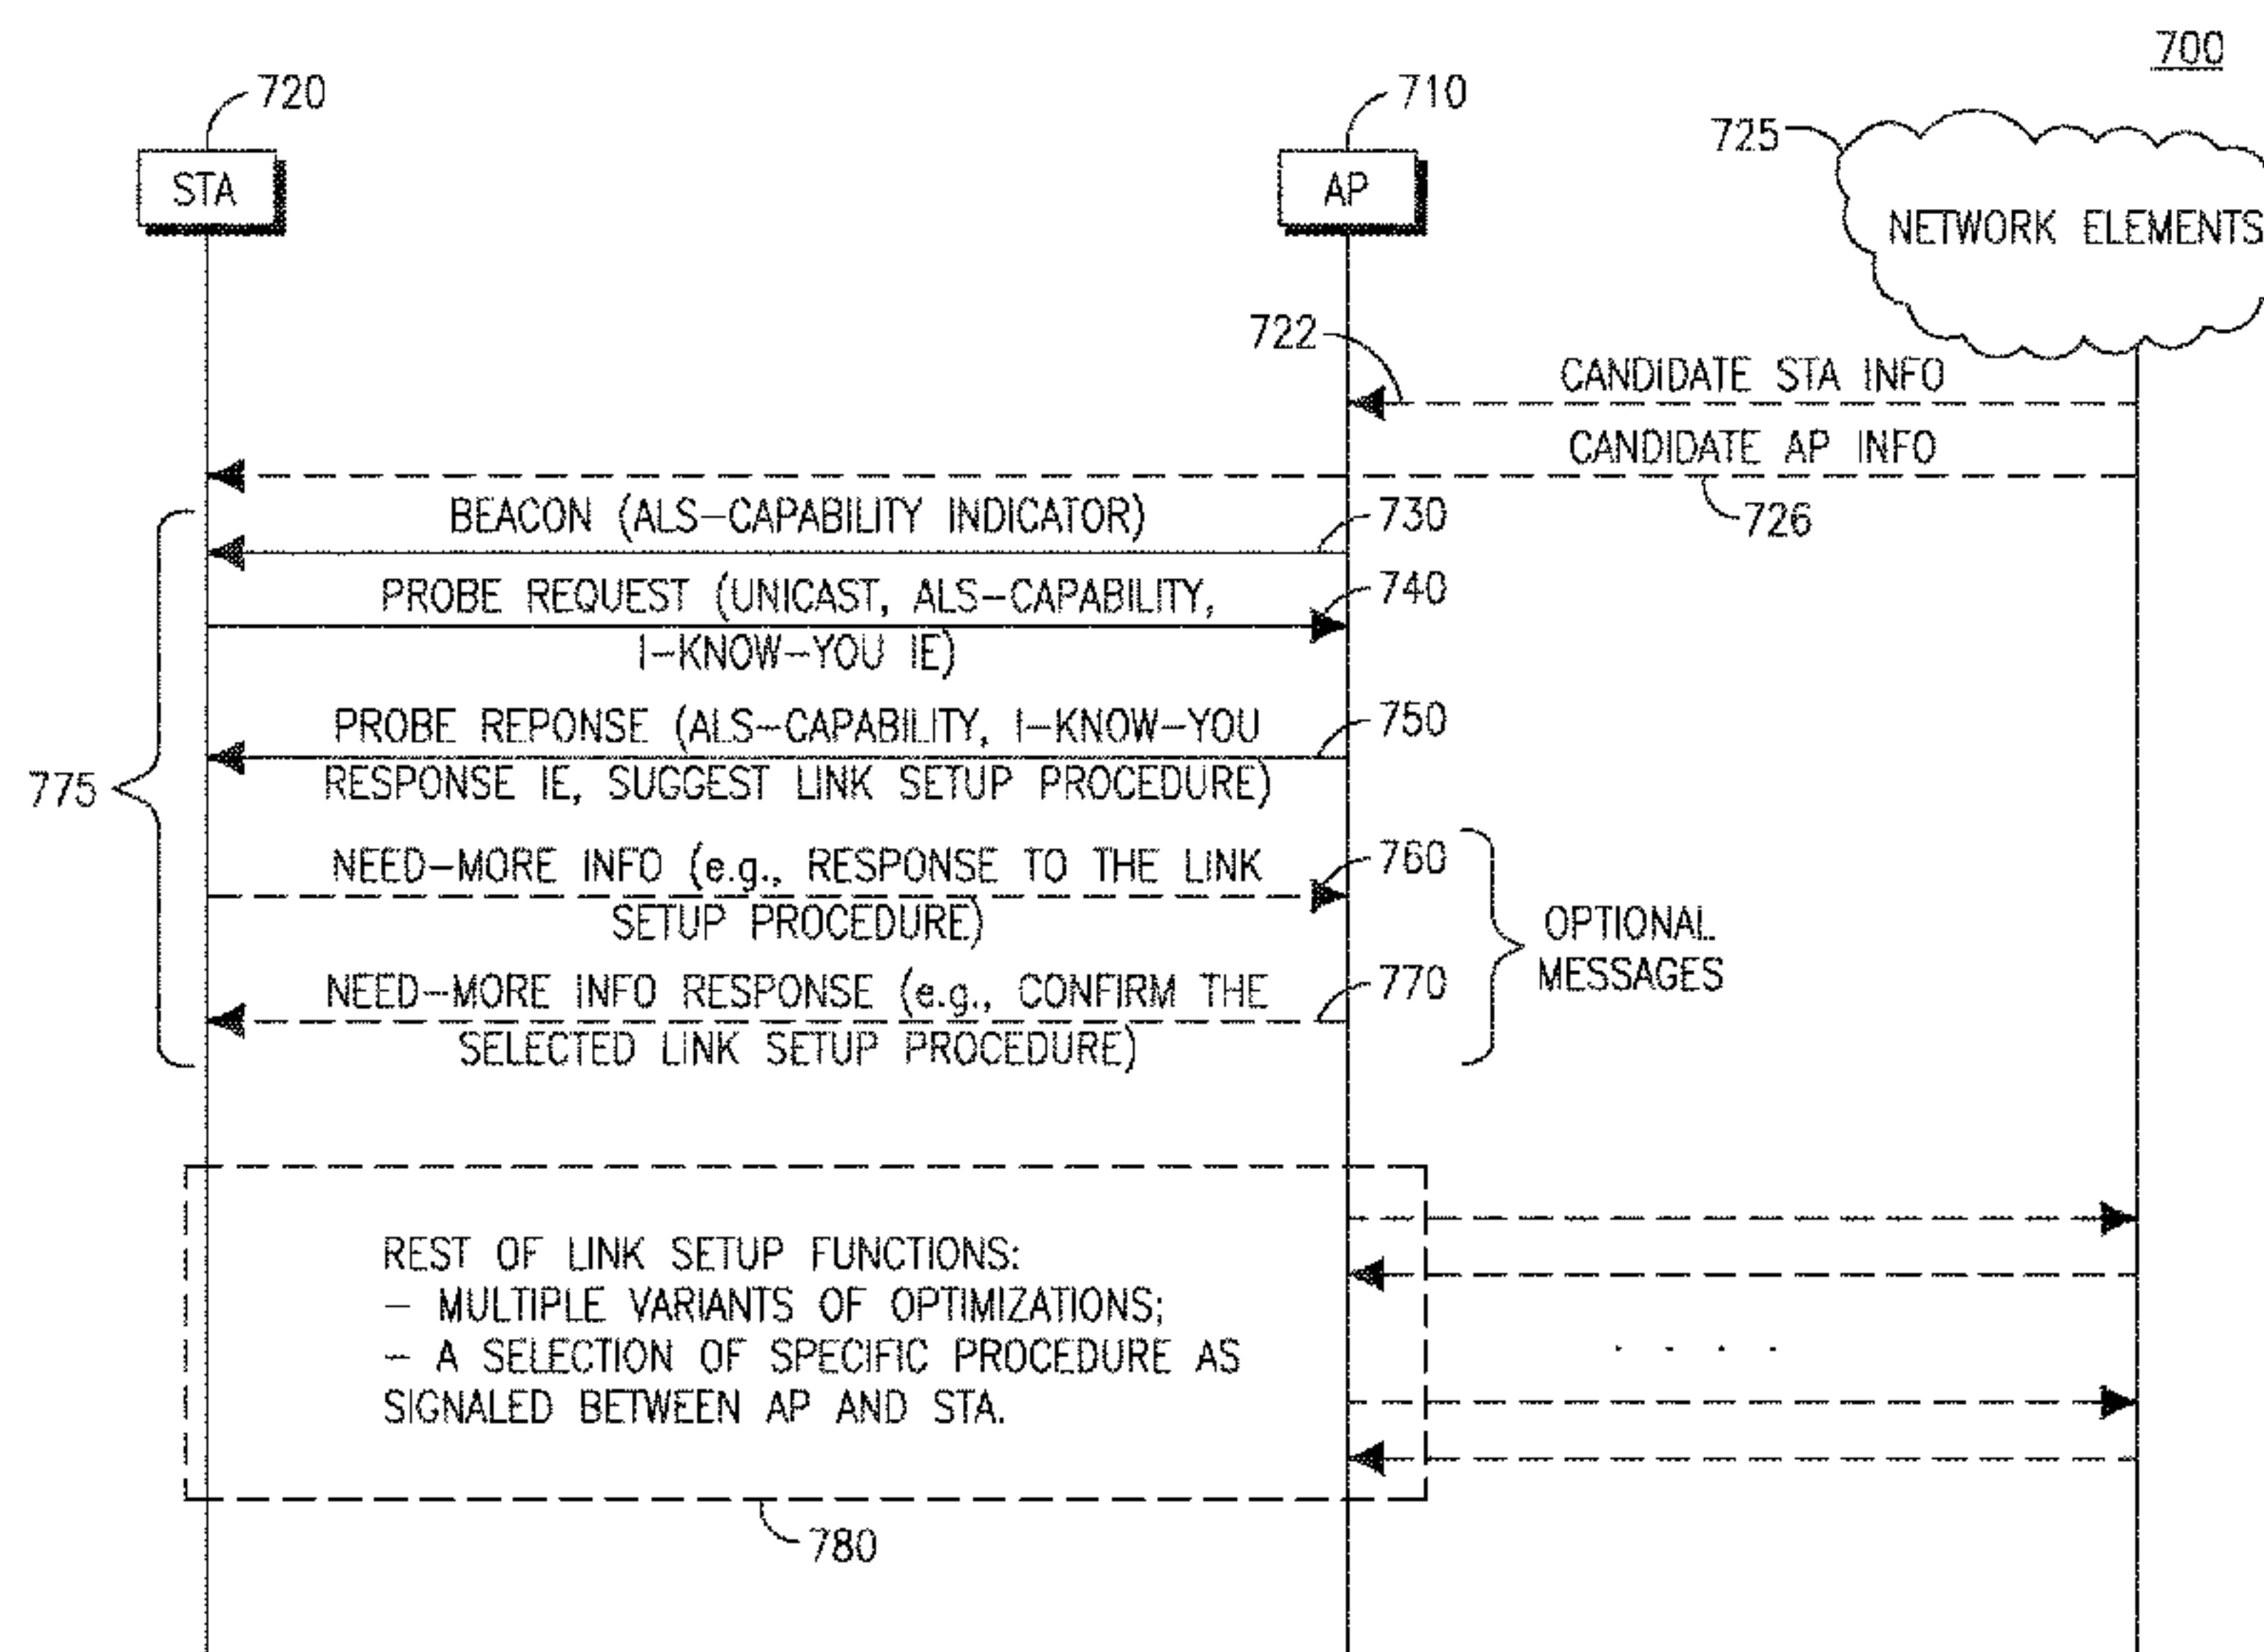 700
720
710
725
STA
AP
NETWORK ELEMENTS
722
CANDIDATE STA INFO
CANDIDATE AP INFO
726
BEACON (ALS-CAPABILITY INDICATOR)
730
PROBE REQUEST (UNICAST, ALS-CAPABILITY,
740
I-KNOW-YOU IE)
PROBE REPONSE (ALS-CAPABILITY, I-KNOW-YOU
750
RESPONSE IE, SUGGEST LINK SETUP PROCEDURE)
775
NEED-MORE INFO (e.g., RESPONSE TO THE LINK
760
SETUP PROCEDURE)
OPTIONAL
MESSAGES
NEED-MORE INFO RESPONSE (e.g., CONFIRM THE
770
SELECTED LINK SETUP PROCEDURE)
REST OF LINK SETUP FUNCTIONS:
- MULTIPLE VARIANTS OF OPTIMIZATIONS;
- A SELECTION OF SPECIFIC PROCEDURE AS
SIGNALED BETWEEN AP AND STA.
. . . .
780